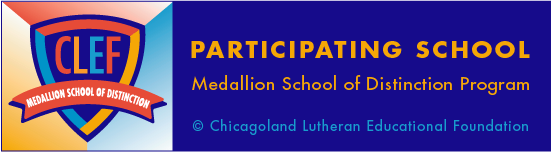 CLEF
MEDALLION SCHOOL OF DISTINCTION
PARTICIPATING SCHOOL
Medallion School of Distinction Program
© Chicagoland Lutheran Educational Foundation